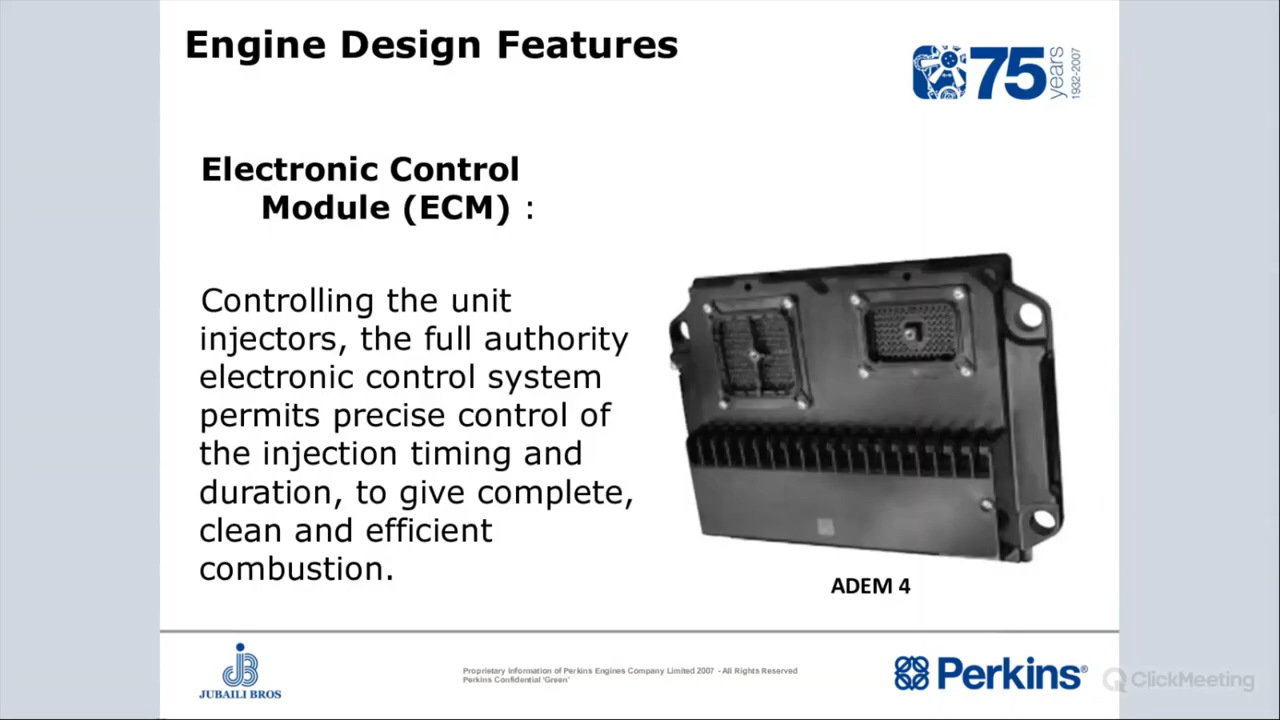 Engine Design Features
75
years
1932-2007
Electronic Control
Module (ECM) :
Controlling the unit
injectors, the full authority
electronic control system
permits precise control of
the injection timing and
duration, to give complete,
clean and efficient
combustion.
ADEM 4
JUBAILI BROS
Proprietary Information of Perkins Engines Company Limited 2007 - All Rights Reserved
Perkins Confidential 'Green'
Perkins®
ClickMeeting